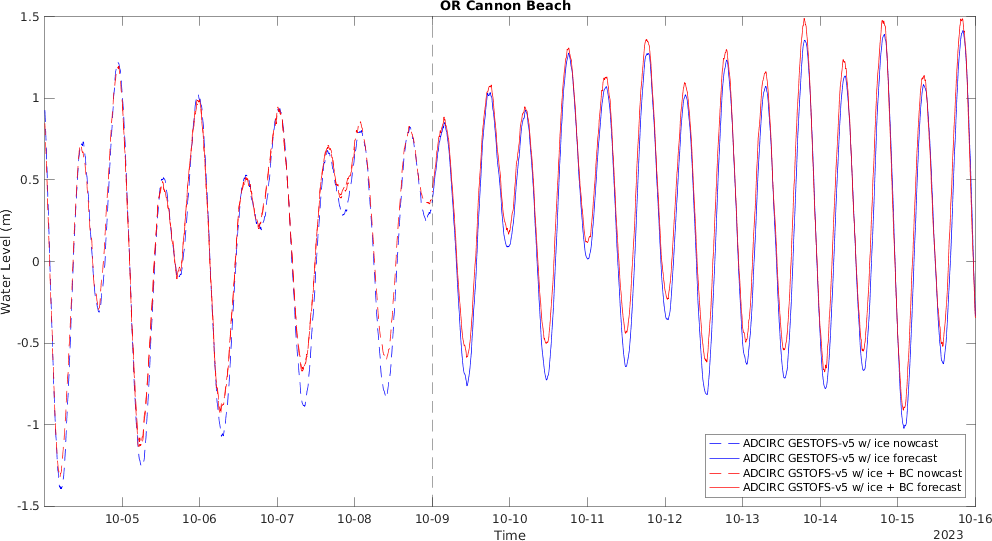 OR Cannon Beach
1.5
1
0.5
0
-0.5
-1
-1.5
Water Level (m)
10-05 10-06 10-07 10-08 10-09 10-10 10-11 10-12 10-13 10-14 10-15 10-16
Time
2023
ADCIRC GESTOFS-v5 w/ ice nowcast
ADCIRC GESTOFS-v5 w/ ice forecast
ADCIRC GSTOFS-v5 w/ ice + BC nowcast
ADCIRC GSTOFS-v5 w/ ice + BC forecast